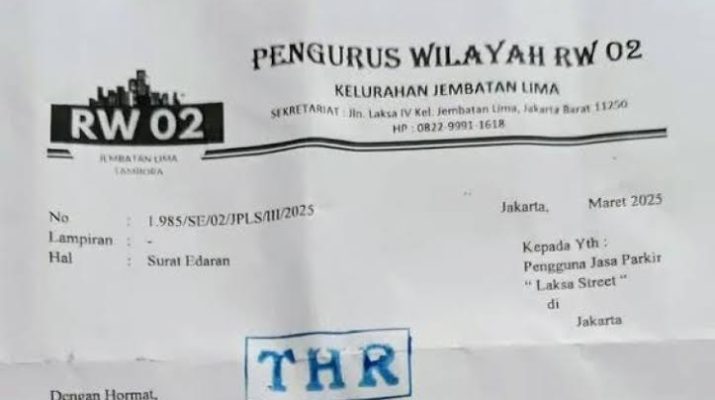 PENGURUS WILAYAH RW 02
KELURAHAN JEMBATAN LIMA
SEKRETARIAT : Jln. Laksa IV Kel. Jembatan Lima, Jakarta Barat 11250
HP : 0822-9991-1618
RW 02
JEMBATAN LIMA
TAMBORA
Jakarta, Maret 2025
No : 1.985/SE/02/JPLS/III/2025
Lampiran : -
Hal : Surat Edaran
Kepada Yth :
Pengguna Jasa Parkir
“ Laksa Street “
di
Jakarta
THR
Dengan Hormat,